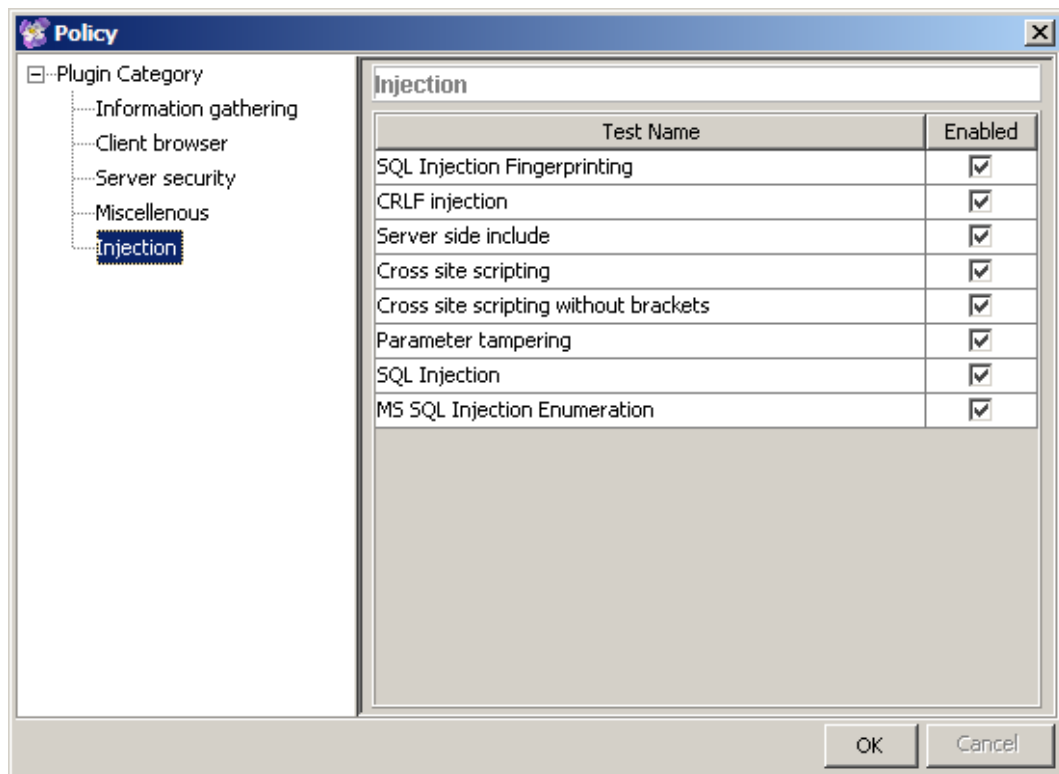 Policy
Plugin Category
Information gathering
Client browser
Server security
Miscellenous
Injection
Injection
Test Name Enabled
SQL Injection Fingerprinting
CRLF injection
Server side include
Cross site scripting
Cross site scripting without brackets
Parameter tampering
SQL Injection
MS SQL Injection Enumeration
OK Cancel